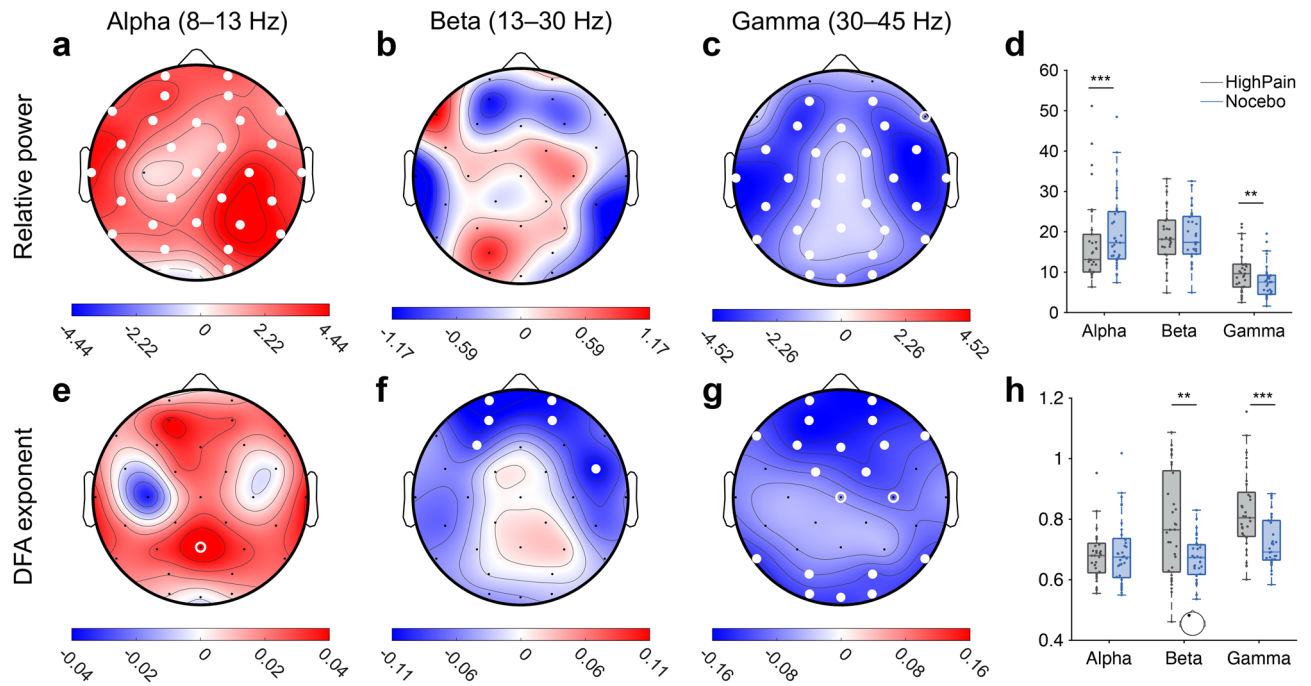 Alpha (8–13 Hz)
Beta (13–30 Hz)
Gamma (30–45 Hz)
a
b
c
d
Relative power
-4.44
-2.22
0
2.22
4.44
-1.17
-0.59
0
0.59
1.17
-4.52
-2.26
0
2.26
4.52
60
50
40
30
20
10
0
***
**
HighPain
Nocebo
Alpha
Beta
Gamma
e
f
g
h
DFA exponent
-0.04
-0.02
0
0.02
0.04
-0.11
-0.06
0
0.06
0.11
-0.16
-0.08
0
0.08
0.16
1.2
1
0.8
0.6
0.4
**
***
Alpha
Beta
Gamma